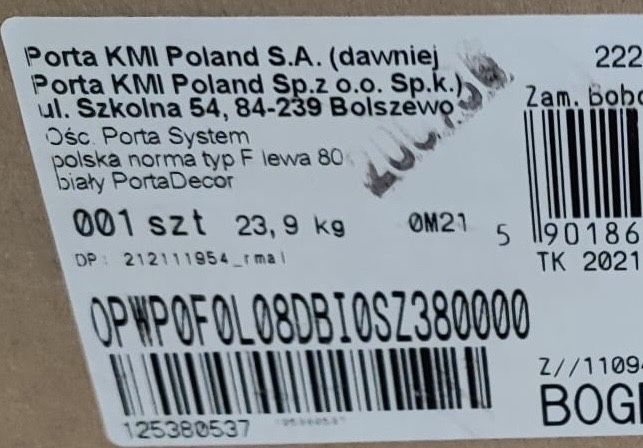 Porta KMI Poland S.A. (dawniej
Porta KMI Poland Sp.z o.o. Sp.k.)
ul. Szkolna 54, 84-239 Bolszewo
Ośc. Porta System
polska norma typ F lewa 80
biały PortaDecor
001 szt 23,9 kg 0M21
DP: 212111954_rmal
0PWP0F0L08DBI0SZ380000
125380537
222
Zam. Bobo
5 90186
TK 2021
Z//1109
BOG